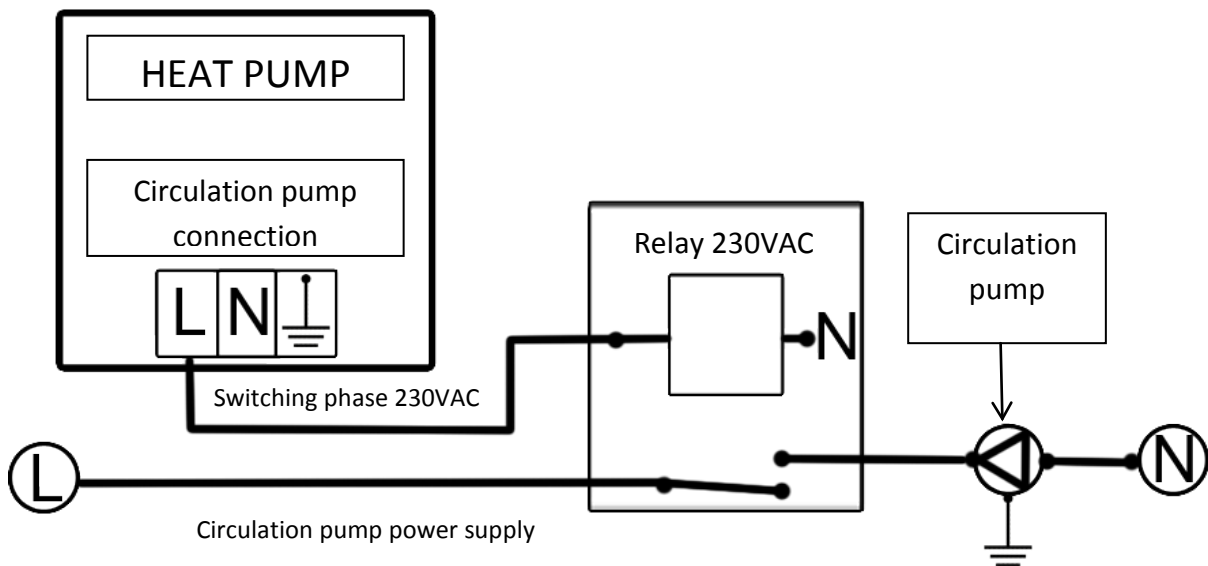 HEAT PUMP
Circulation pump
connection
L N
Switching phase 230VAC
Relay 230VAC
N
Circulation
pump
L
N
Circulation pump power supply